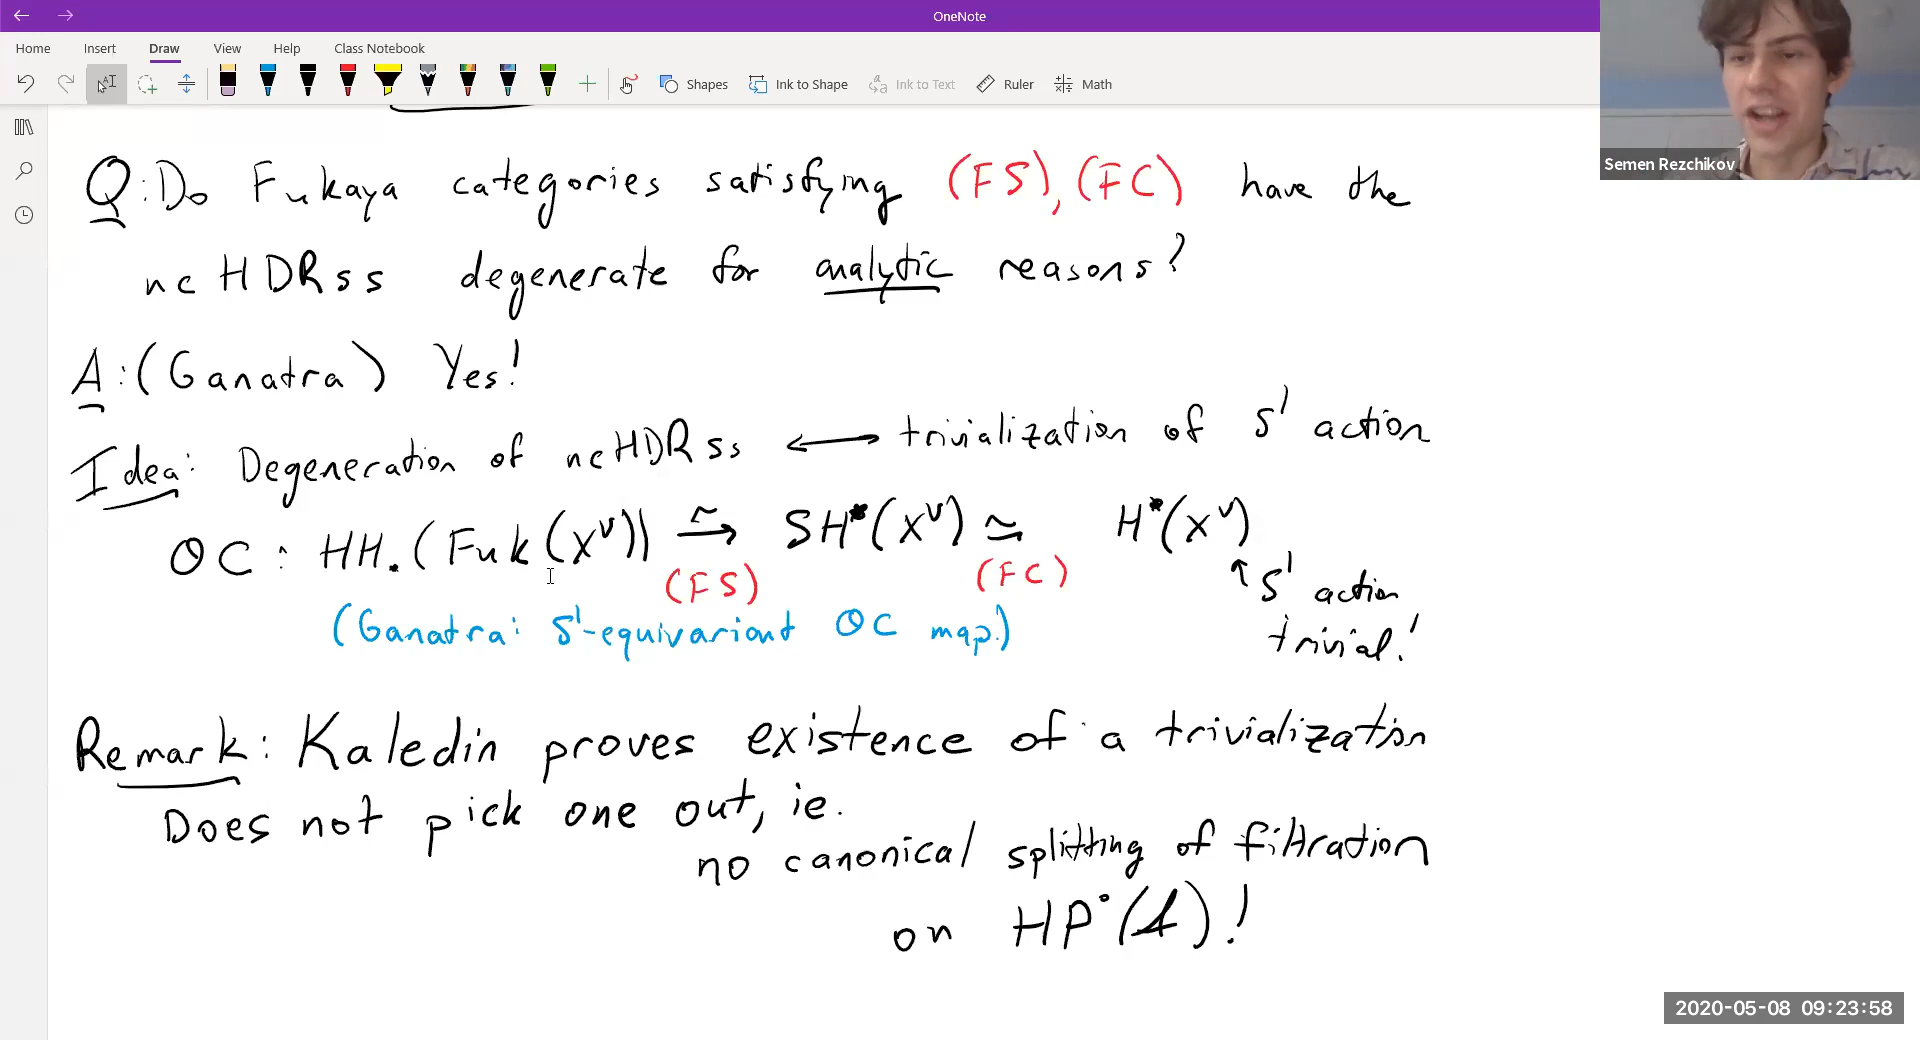 OneNote
Home Insert Draw View Help Class Notebook
Shapes Ink to Shape Ink to Text Ruler Math
Semen Rezchikov
Q: Do Fukaya categories satisfying (FS), (FC) have the
nc HDRss degenerate for analytic reasons?
A: (Ganatra) Yes!
Idea: Degeneration of ncHDRss ⟷ trivialization of S¹ action
OC: HH.(Fuk(X^v)) ⥲ SH*(X^v) ≃ H*(X^v)
(FS) (FC) ↑ S¹ action
(Ganatra: S¹-equivariant OC map.) trivial!
Remark: Kaledin proves existence of a trivialization
Does not pick one out, ie.
no canonical splitting of filtration
on HP°(A)!
2020-05-08 09:23:58